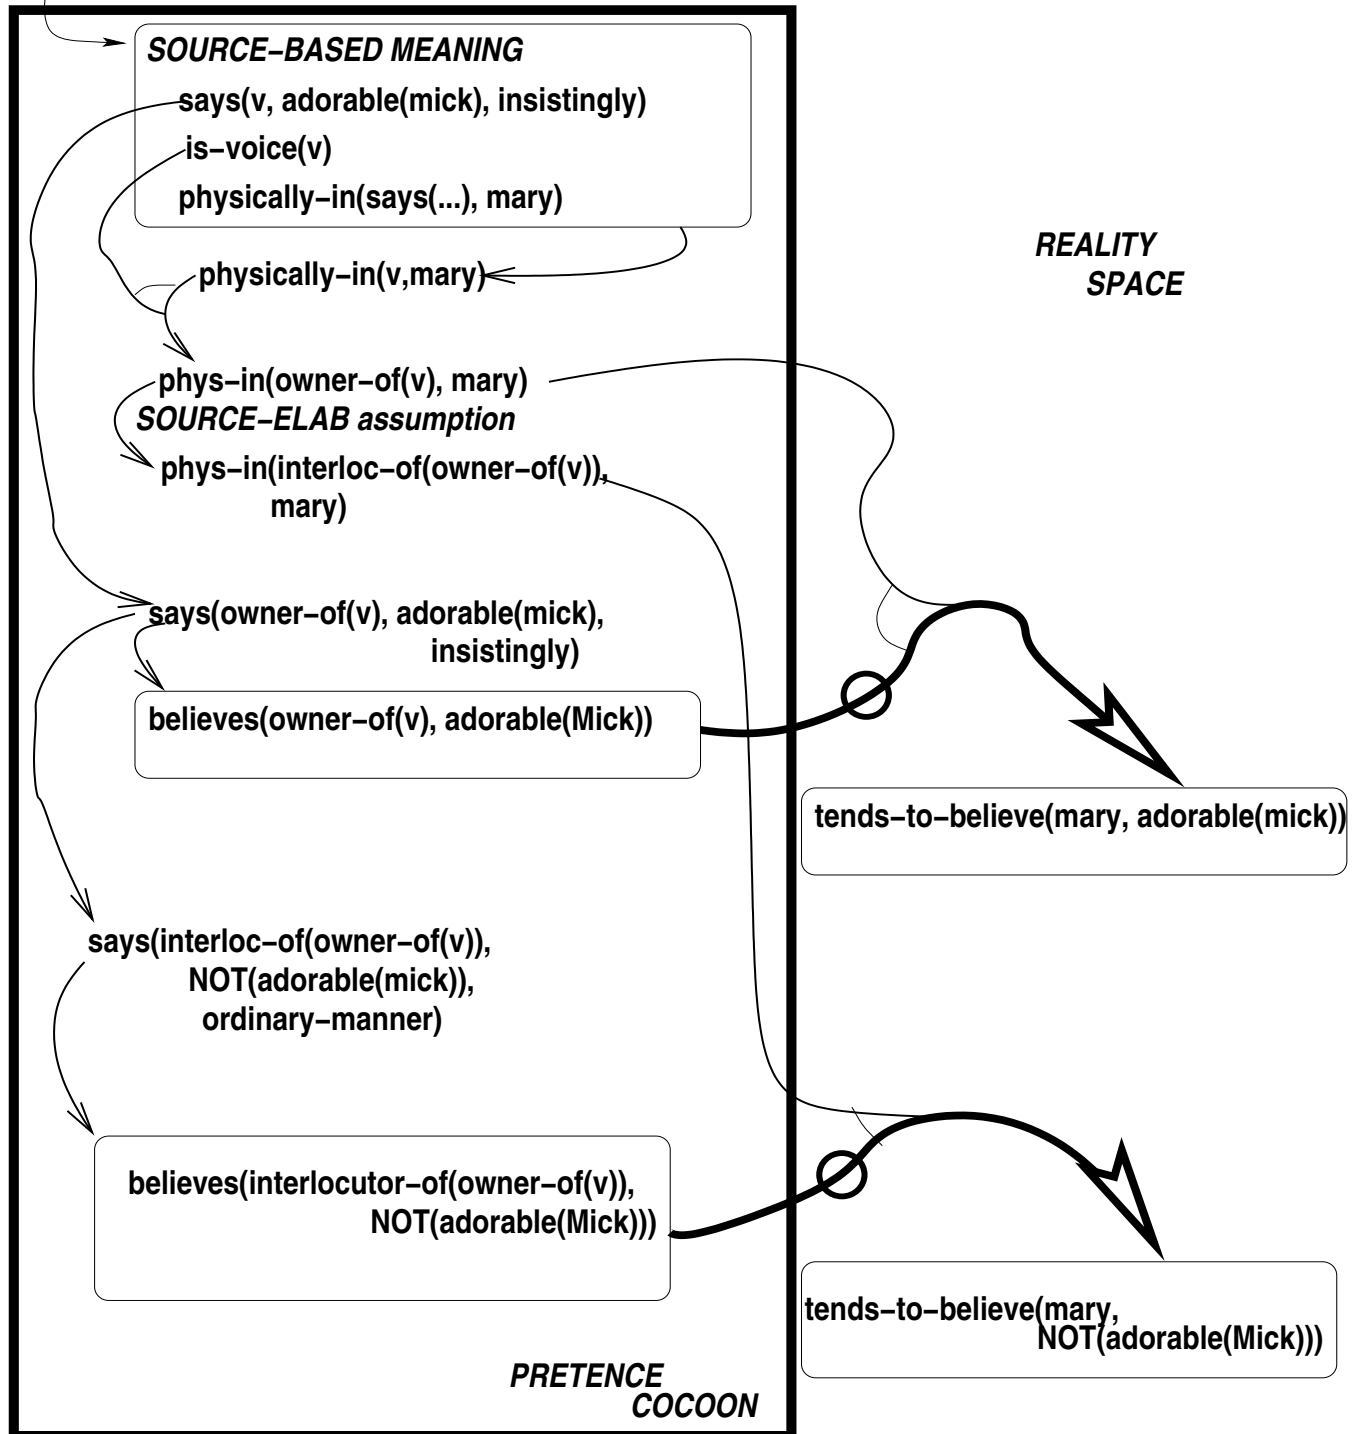 SOURCE–BASED MEANING
says(v, adorable(mick), insistingly)
is–voice(v)
physically–in(says(...), mary)
REALITY
SPACE
physically–in(v,mary)
phys–in(owner–of(v), mary)
SOURCE–ELAB assumption
phys–in(interloc–of(owner–of(v)),
mary)
says(owner–of(v), adorable(mick),
insistingly)
believes(owner–of(v), adorable(Mick))
tends–to–believe(mary, adorable(mick))
says(interloc–of(owner–of(v)),
NOT(adorable(mick)),
ordinary–manner)
believes(interlocutor–of(owner–of(v)),
NOT(adorable(Mick)))
tends–to–believe(mary,
NOT(adorable(Mick)))
PRETENCE
COCOON